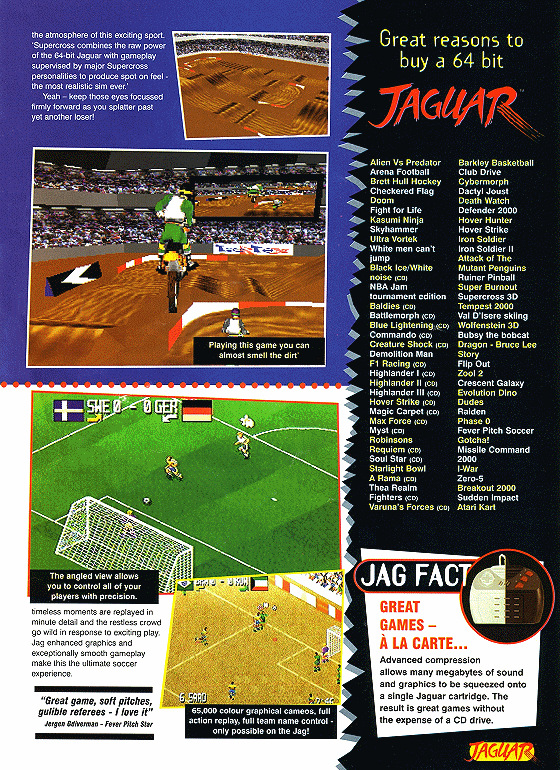 the atmosphere of this exciting sport.
'Supercross combines the raw power
of the 64-bit Jaguar with gameplay
supervised by major Supercross
personalities to produce spot on feel -
the most realistic sim ever.'
Yeah – keep those eyes focussed
firmly forward as you splatter past
yet another loser!
Playing this game you can
almost smell the dirt'
SWE 0 - 0 GER
The angled view allows
you to control all of your
players with precision.
timeless moments are replayed in
minute detail and the restless crowd
go wild in response to exciting play.
Jag enhanced graphics and
exceptionally smooth gameplay
make this the ultimate soccer
experience.
"Great game, soft pitches,
gulible referees - I love it"
Jergen Gdiverman - Fever Pitch Star
65,000 colour graphical cameos, full
action replay, full team name control -
only possible on the Jag!
Great reasons to
buy a 64 bit
JAGUAR™
Alien Vs Predator
Arena Football
Brett Hull Hockey
Checkered Flag
Doom
Fight for Life
Kasumi Ninja
Skyhammer
Ultra Vortek
White men can't
jump
Black Ice/White
noise (CD)
NBA Jam
tournament edition
Baldies (CD)
Battlemorph (CD)
Blue Lightening (CD)
Commando (CD)
Creature Shock (CD)
Demolition Man
F1 Racing (CD)
Highlander I (CD)
Highlander II (CD)
Highlander III (CD)
Hover Strike (CD)
Magic Carpet (CD)
Max Force (CD)
Myst (CD)
Robinsons
Requiem (CD)
Soul Star (CD)
Starlight Bowl
A Rama (CD)
Thea Realm
Fighters (CD)
Varuna's Forces (CD)
Barkley Basketball
Club Drive
Cybermorph
Dactyl Joust
Death Watch
Defender 2000
Hover Hunter
Hover Strike
Iron Soldier
Iron Soldier II
Attack of The
Mutant Penguins
Ruiner Pinball
Super Burnout
Supercross 3D
Tempest 2000
Val D'Isere skiing
Wolfenstein 3D
Bubsy the bobcat
Dragon - Bruce Lee
Story
Flip Out
Zool 2
Crescent Galaxy
Evolution Dino
Dudes
Raiden
Phase 0
Fever Pitch Soccer
Gotcha!
Missile Command
2000
I-War
Zero-5
Breakout 2000
Sudden Impact
Atari Kart
JAG FACT
GREAT
GAMES –
À LA CARTE...
Advanced compression
allows many megabytes of sound
and graphics to be squeezed onto
a single Jaguar cartridge. The
result is great games without
the expense of a CD drive.
JAGUAR